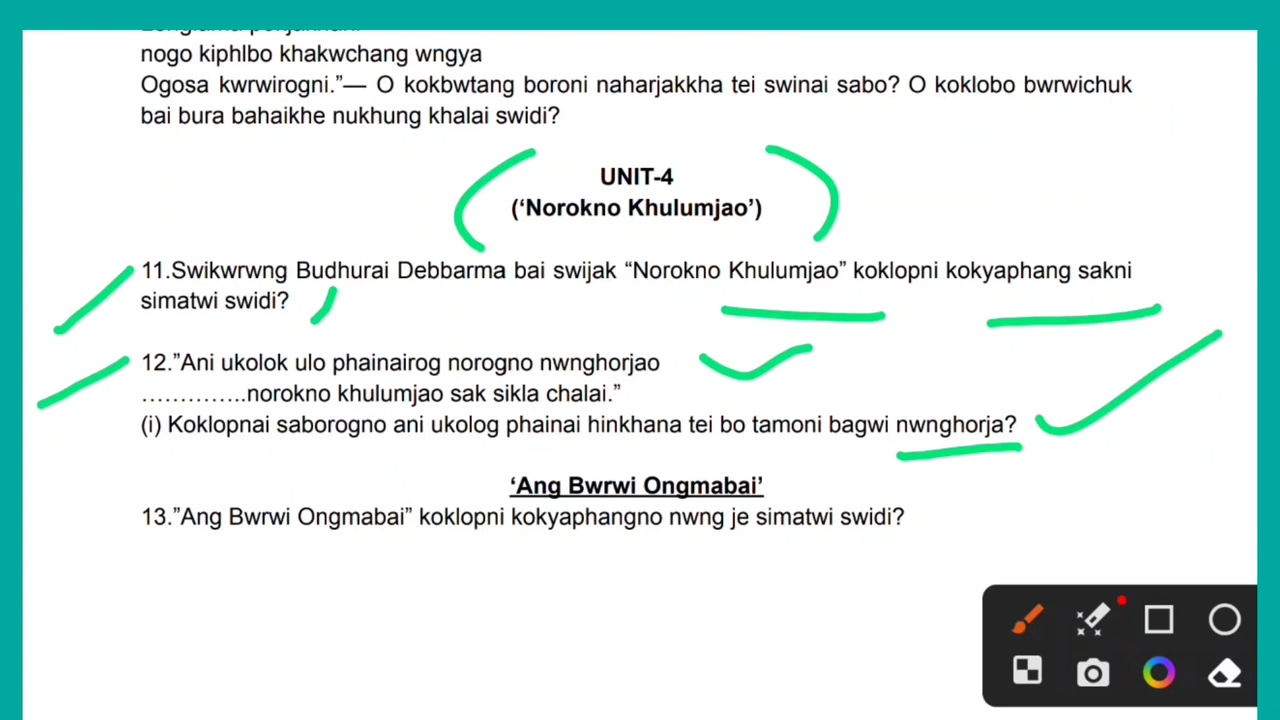 nogo kiphlbo khakwchang wngya
Ogosa kwrwirogni.”— O kokbwtang boroni naharjakkha tei swinai sabo? O koklobo bwrwichuk
bai bura bahaikhe nukhung khalai swidi?
UNIT-4
(‘Norokno Khulumjao’)
11.Swikwrwng Budhurai Debbarma bai swijak “Norokno Khulumjao” koklopni kokyaphang sakni
simatwi swidi?
12.”Ani ukolok ulo phainairog norogno nwnghorjao
…………..norokno khulumjao sak sikla chalai.”
(i) Koklopnai saborogno ani ukolog phainai hinkhana tei bo tamoni bagwi nwnghorja?
‘Ang Bwrwi Ongmabai’
13.”Ang Bwrwi Ongmabai” koklopni kokyaphangno nwng je simatwi swidi?